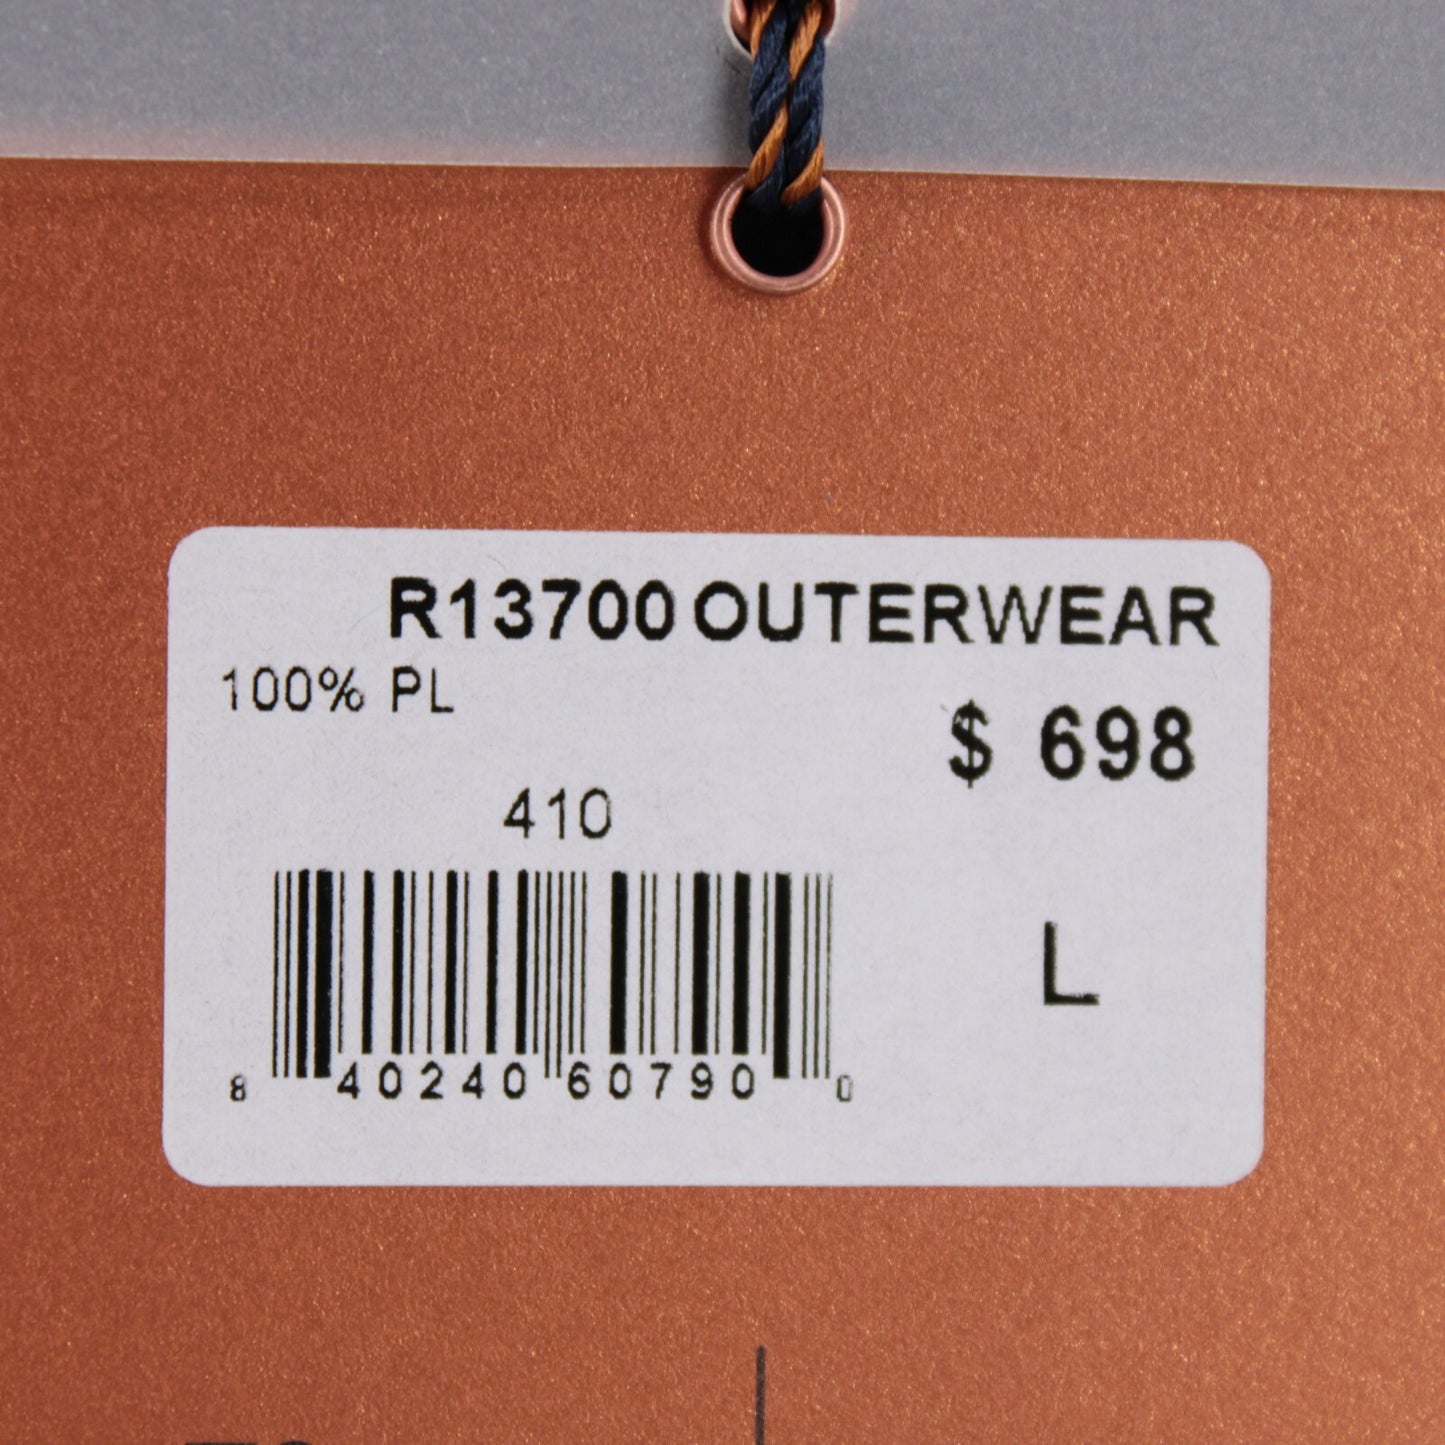 R13700 OUTERWEAR
100% PL
$ 698
410
L
8 40240 60790 0